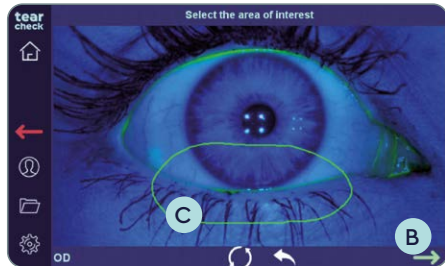 tear
check
Select the area of interest
C
B
OD